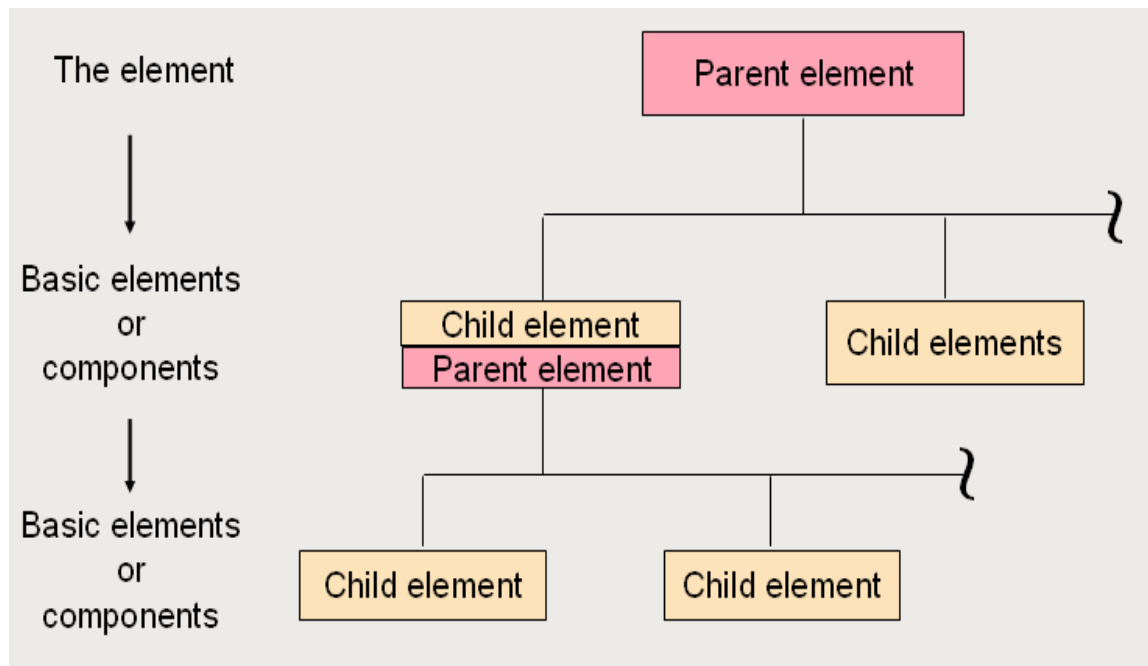 The element
Parent element
Basic elements
or
components
Child element
Parent element
Child elements
Basic elements
or
components
Child element
Child element